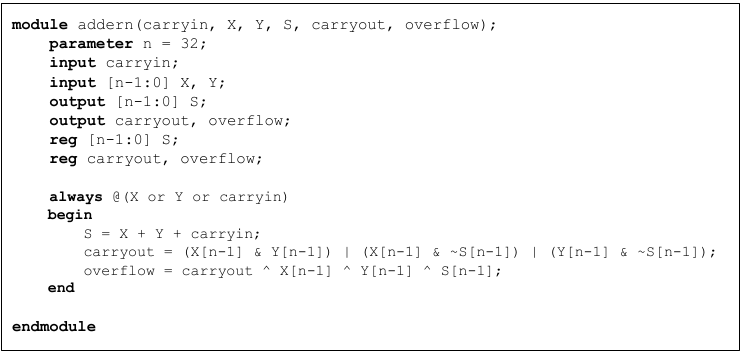 module addern(carryin, X, Y, S, carryout, overflow);
parameter n = 32;
input carryin;
input [n-1:0] X, Y;
output [n-1:0] S;
output carryout, overflow;
reg [n-1:0] S;
reg carryout, overflow;
always @(X or Y or carryin)
begin
S = X + Y + carryin;
carryout = (X[n-1] & Y[n-1]) | (X[n-1] & ~S[n-1]) | (Y[n-1] & ~S[n-1]);
overflow = carryout ^ X[n-1] ^ Y[n-1] ^ S[n-1];
end
endmodule